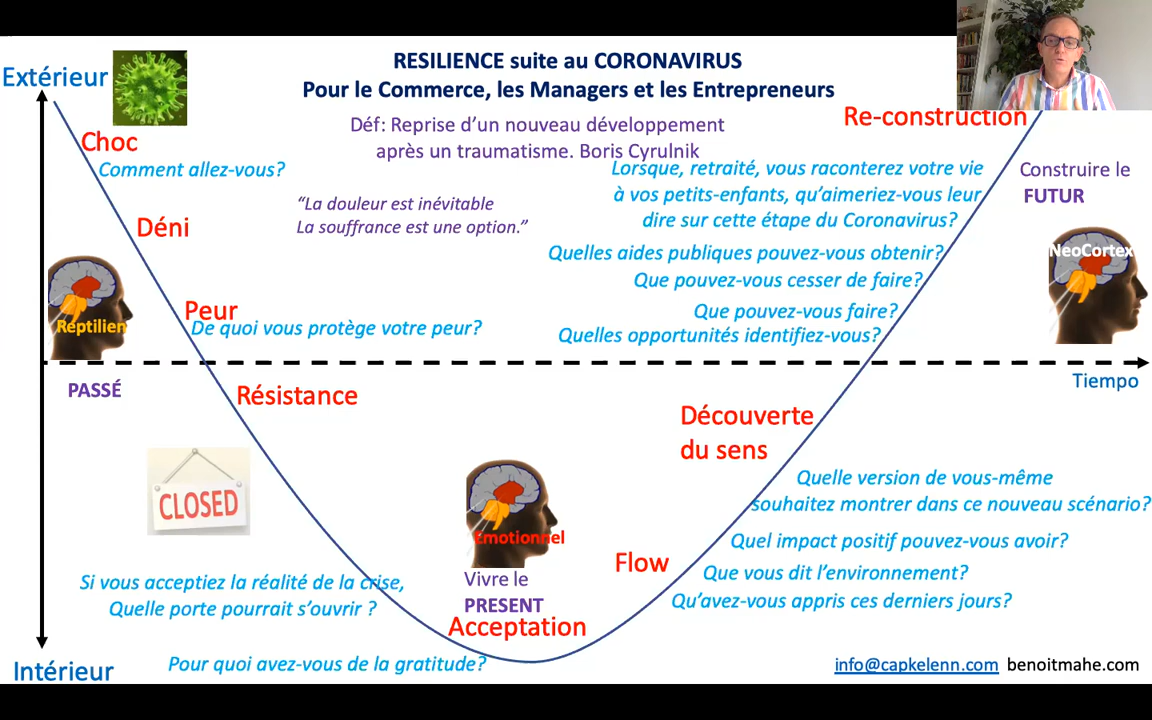 RESILIENCE suite au CORONAVIRUS
Pour le Commerce, les Managers et les Entrepreneurs
Extérieur
Déf: Reprise d’un nouveau développement
après un traumatisme. Boris Cyrulnik
Re-construction
Choc
Comment allez-vous?
“La douleur est inévitable
La souffrance est une option.”
Lorsque, retraité, vous raconterez votre vie
à vos petits-enfants, qu’aimeriez-vous leur
dire sur cette étape du Coronavirus?
Construire le
FUTUR
Déni
Quelles aides publiques pouvez-vous obtenir?
Que pouvez-vous cesser de faire?
NeoCortex
Peur
De quoi vous protège votre peur?
Reptilien
Que pouvez-vous faire?
Quelles opportunités identifiez-vous?
PASSÉ
Tiempo
Résistance
Découverte
du sens
CLOSED
Quelle version de vous-même
souhaitez montrer dans ce nouveau scénario?
Emotionnel
Quel impact positif pouvez-vous avoir?
Flow
Que vous dit l’environnement?
Qu’avez-vous appris ces derniers jours?
Si vous acceptiez la réalité de la crise,
Quelle porte pourrait s’ouvrir ?
Vivre le
PRESENT
Acceptation
Pour quoi avez-vous de la gratitude?
Intérieur
info@capkelenn.com benoitmahe.com